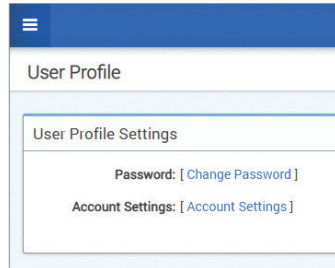 User Profile
User Profile Settings
Password: [ Change Password ]
Account Settings: [ Account Settings ]